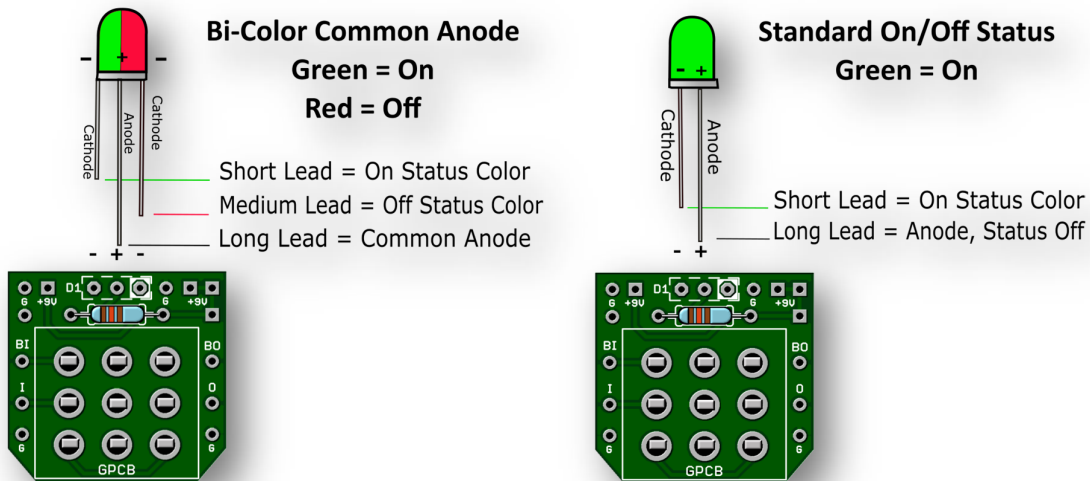 Bi-Color Common Anode
Green = On
Red = Off
- + -
Cathode
Anode
Cathode
Short Lead = On Status Color
Medium Lead = Off Status Color
Long Lead = Common Anode
- + -
G +9V D1 G +9V
BI BO
I O
G G
GPCB
Standard On/Off Status
Green = On
- +
Cathode
Anode
Short Lead = On Status Color
Long Lead = Anode, Status Off
- +
G +9V D1 G +9V
BI BO
I O
G G
GPCB